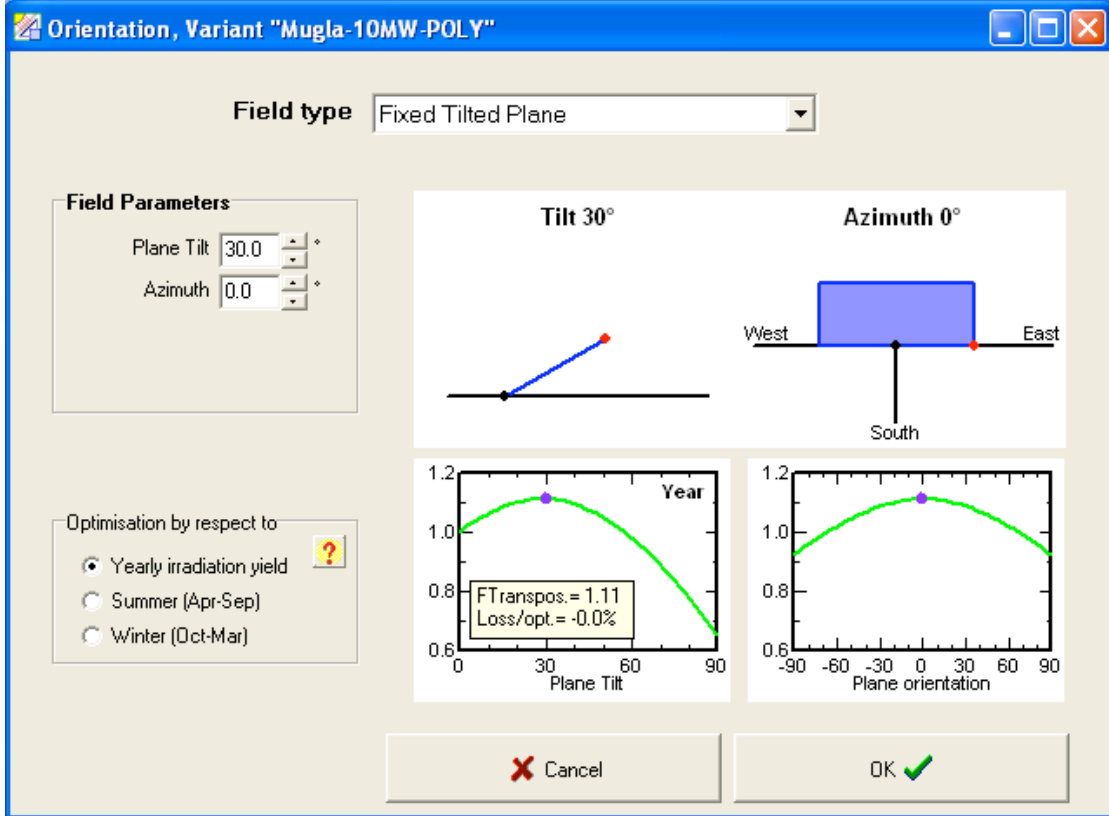 Orientation, Variant "Mugla-10MW-POLY"
Field type Fixed Tilted Plane
Field Parameters
Plane Tilt 30.0 °
Azimuth 0.0 °
Tilt 30°
Azimuth 0°
West
East
South
Optimisation by respect to
?
Yearly irradiation yield
Summer (Apr-Sep)
Winter (Oct-Mar)
1.2
Year
1.0
0.8
FTranspos.= 1.11
Loss/opt.= -0.0%
0.6
0 30 60 90
Plane Tilt
1.2
1.0
0.8
0.6
-90 -60 -30 0 30 60 90
Plane orientation
Cancel
OK